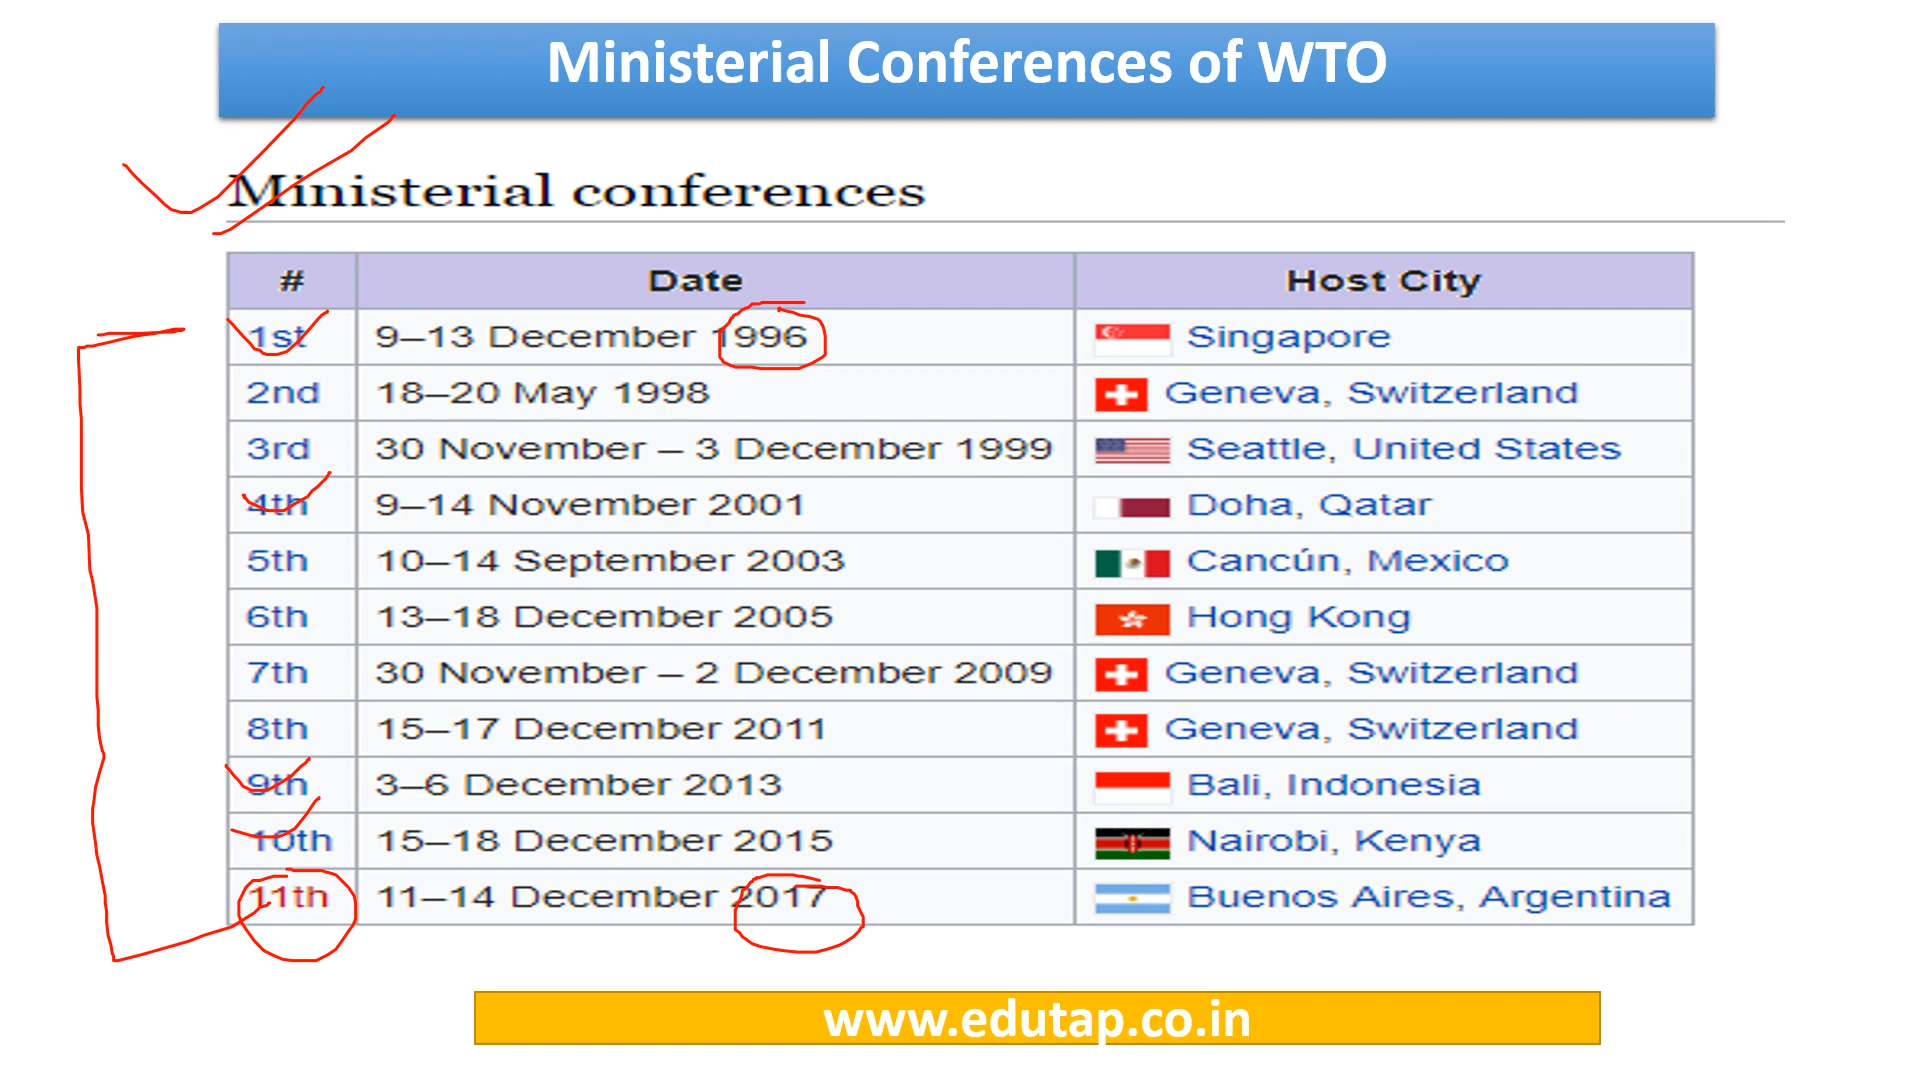 Ministerial Conferences of WTO
Ministerial conferences
# Date Host City
1st 9–13 December 1996 Singapore
2nd 18–20 May 1998 Geneva, Switzerland
3rd 30 November – 3 December 1999 Seattle, United States
4th 9–14 November 2001 Doha, Qatar
5th 10–14 September 2003 Cancún, Mexico
6th 13–18 December 2005 Hong Kong
7th 30 November – 2 December 2009 Geneva, Switzerland
8th 15–17 December 2011 Geneva, Switzerland
9th 3–6 December 2013 Bali, Indonesia
10th 15–18 December 2015 Nairobi, Kenya
11th 11–14 December 2017 Buenos Aires, Argentina
www.edutap.co.in